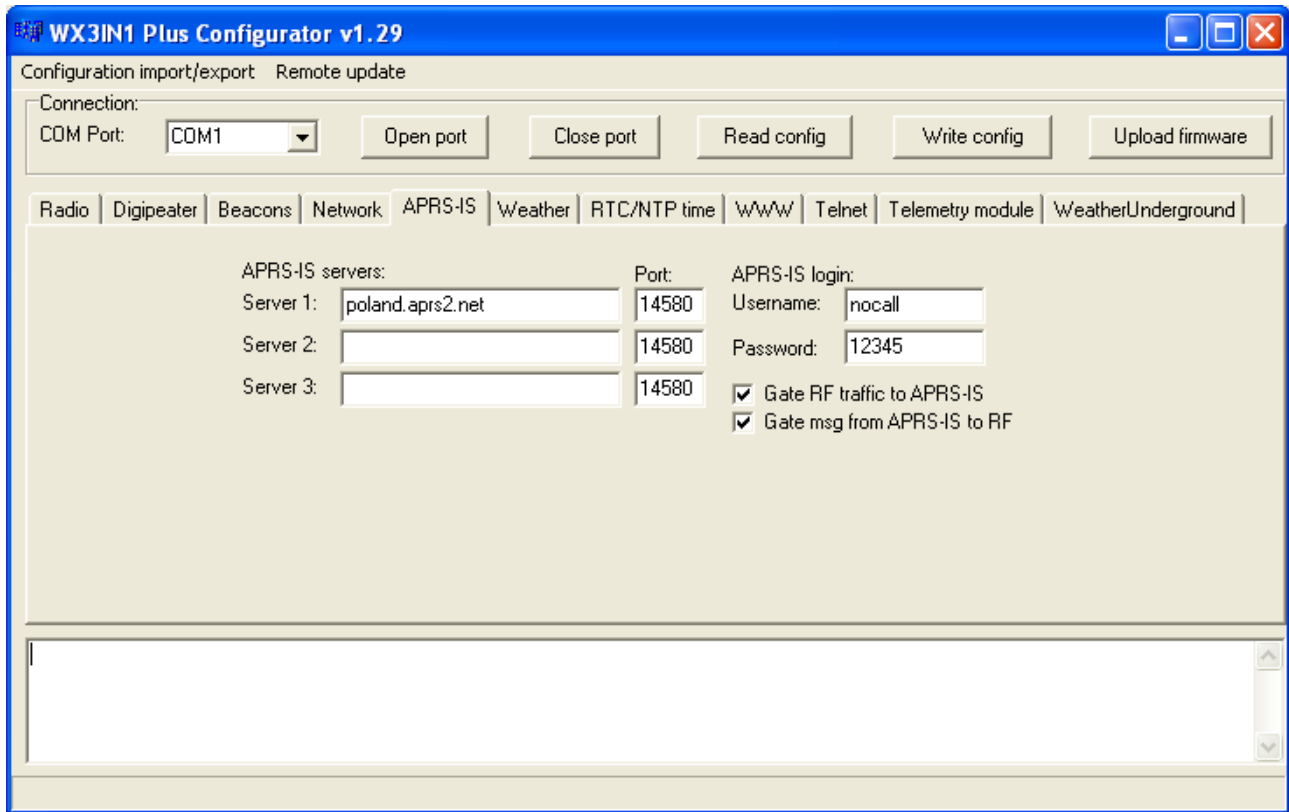 WX3IN1 Plus Configurator v1.29
Configuration import/export Remote update
Connection:
COM Port: COM1 Open port Close port Read config Write config Upload firmware
Radio Digipeater Beacons Network APRS-IS Weather RTC/NTP time WWW Telnet Telemetry module WeatherUnderground
APRS-IS servers: Port: APRS-IS login:
Server 1: poland.aprs2.net 14580 Username: nocall
Server 2: 14580 Password: 12345
Server 3: 14580
Gate RF traffic to APRS-IS
Gate msg from APRS-IS to RF